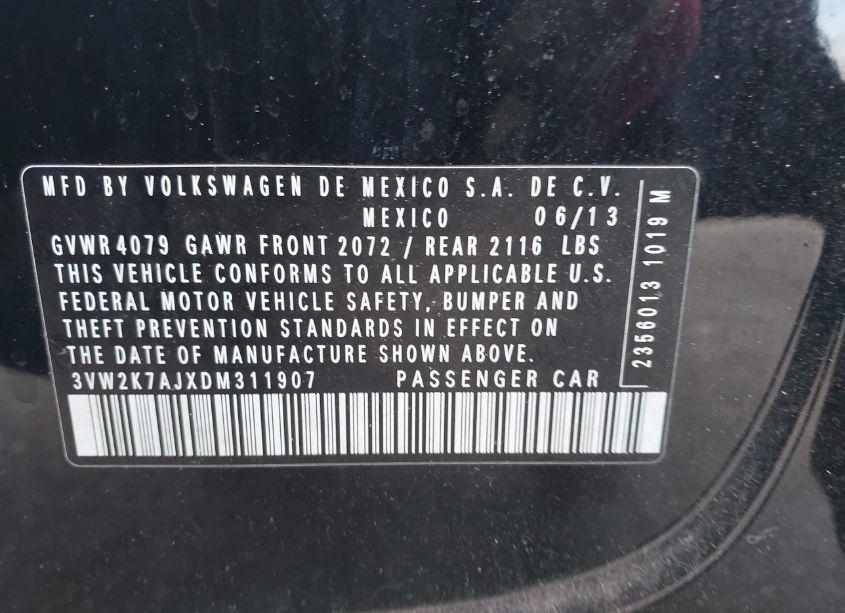 MFD BY VOLKSWAGEN DE MEXICO S.A. DE C.V.
MEXICO 06/13
GVWR 4079 GAWR FRONT 2072 / REAR 2116 LBS
THIS VEHICLE CONFORMS TO ALL APPLICABLE U.S.
FEDERAL MOTOR VEHICLE SAFETY, BUMPER AND
THEFT PREVENTION STANDARDS IN EFFECT ON
THE DATE OF MANUFACTURE SHOWN ABOVE.
3VW2K7AJXDM311907 PASSENGER CAR
2356013 1019 M